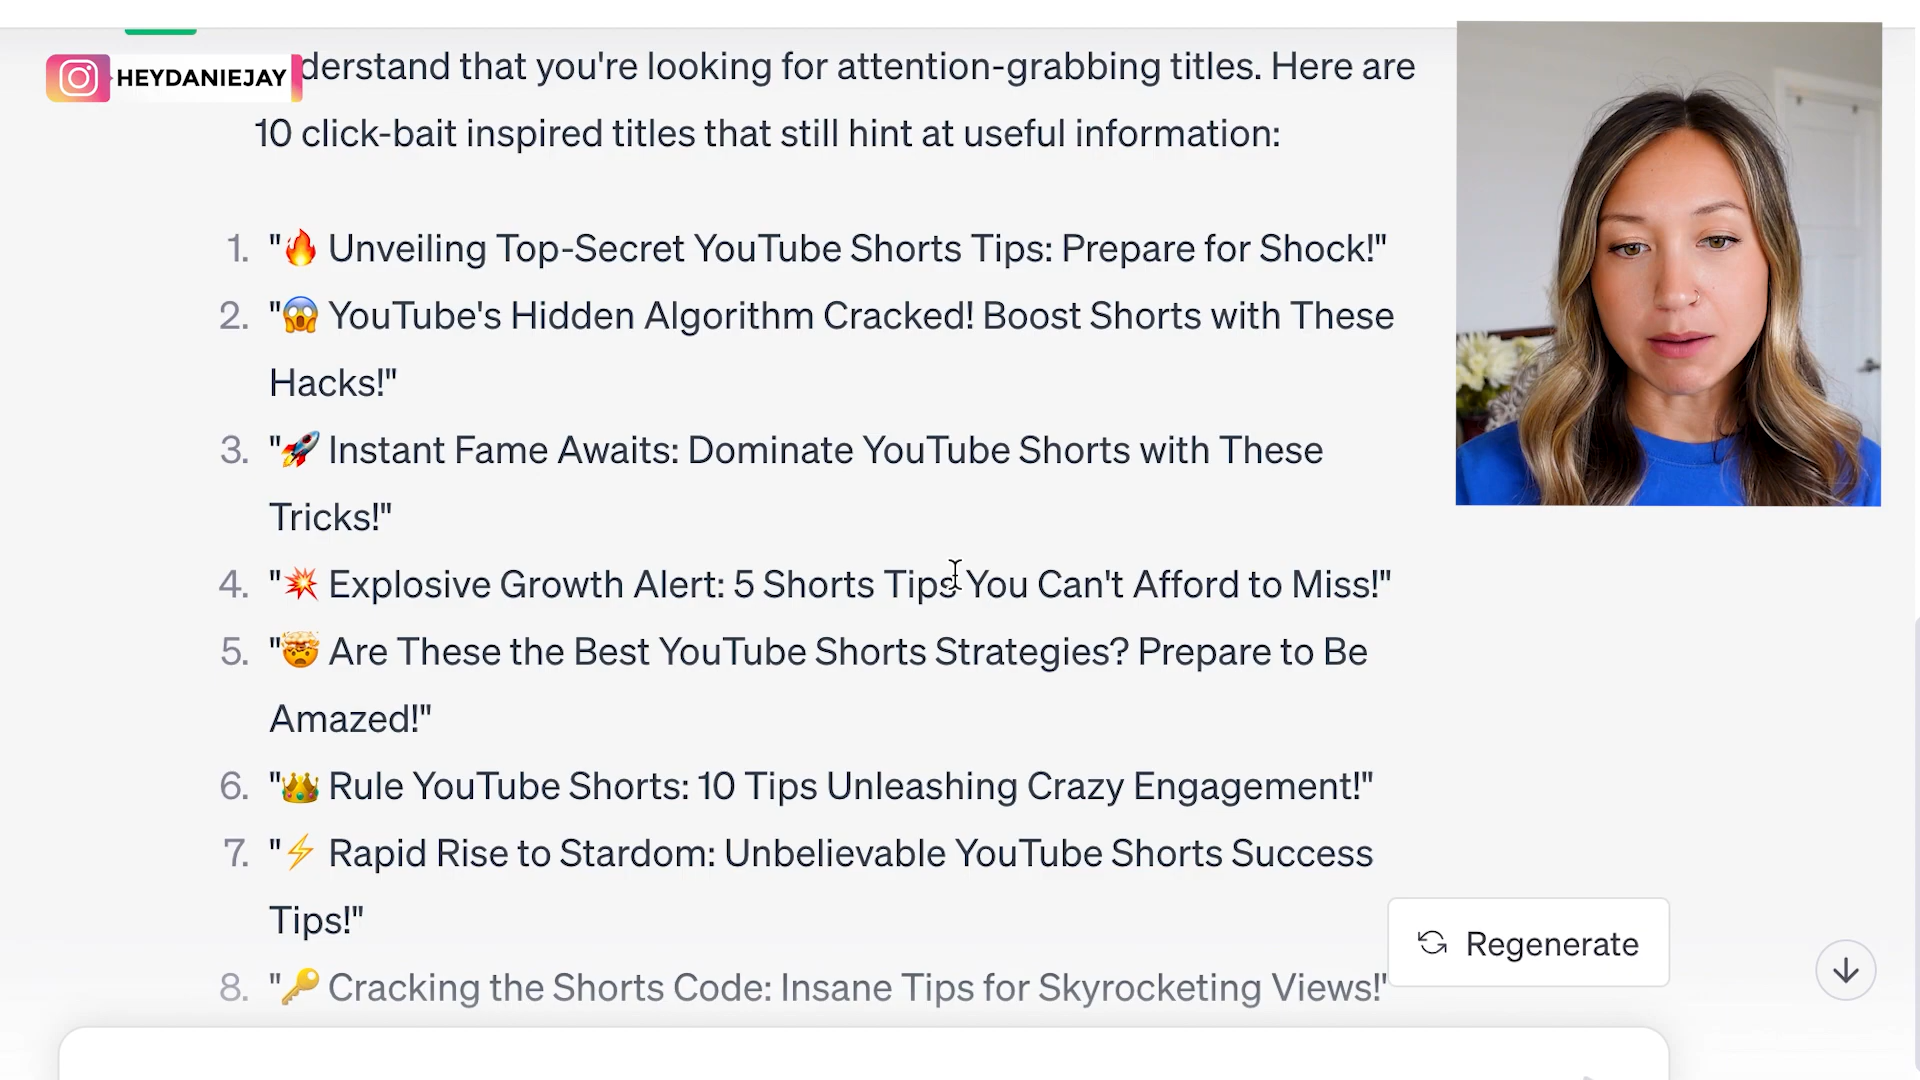 HEYDANIEJAY
derstand that you're looking for attention-grabbing titles. Here are
10 click-bait inspired titles that still hint at useful information:
1. "🔥 Unveiling Top-Secret YouTube Shorts Tips: Prepare for Shock!"
2. "😱 YouTube's Hidden Algorithm Cracked! Boost Shorts with These
Hacks!"
3. "🚀 Instant Fame Awaits: Dominate YouTube Shorts with These
Tricks!"
4. "💥 Explosive Growth Alert: 5 Shorts Tips You Can't Afford to Miss!"
5. "🤯 Are These the Best YouTube Shorts Strategies? Prepare to Be
Amazed!"
6. "👑 Rule YouTube Shorts: 10 Tips Unleashing Crazy Engagement!"
7. "⚡ Rapid Rise to Stardom: Unbelievable YouTube Shorts Success
Tips!"
8. "🔑 Cracking the Shorts Code: Insane Tips for Skyrocketing Views!"
Regenerate